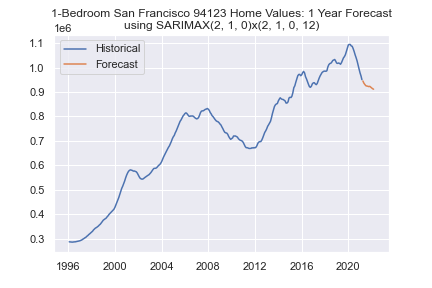 1-Bedroom San Francisco 94123 Home Values: 1 Year Forecast
using SARIMAX(2, 1, 0)x(2, 1, 0, 12)
1e6
Historical
Forecast
1.1
1.0
0.9
0.8
0.7
0.6
0.5
0.4
0.3
1996 2000 2004 2008 2012 2016 2020